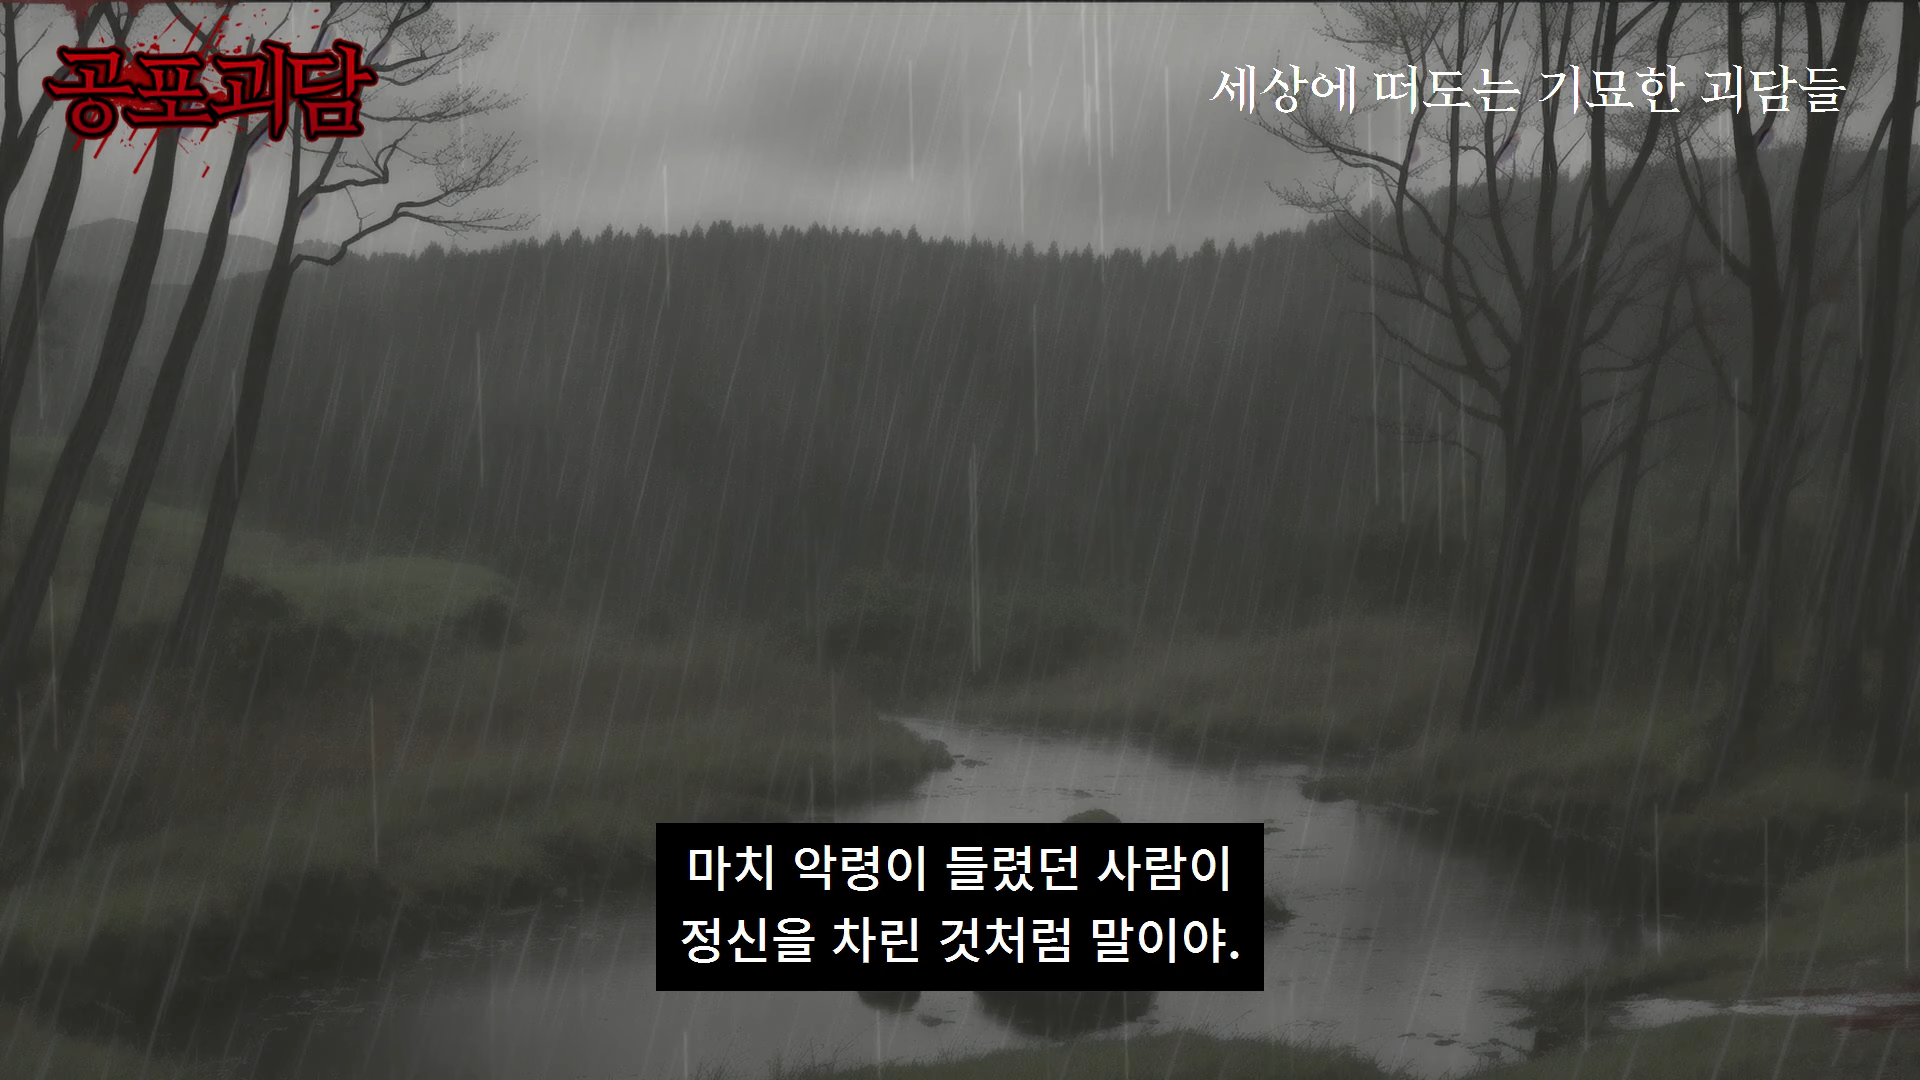 공포괴담
세상에 떠도는 기묘한 괴담들
마치 악령이 들렸던 사람이
정신을 차린 것처럼 말이야.